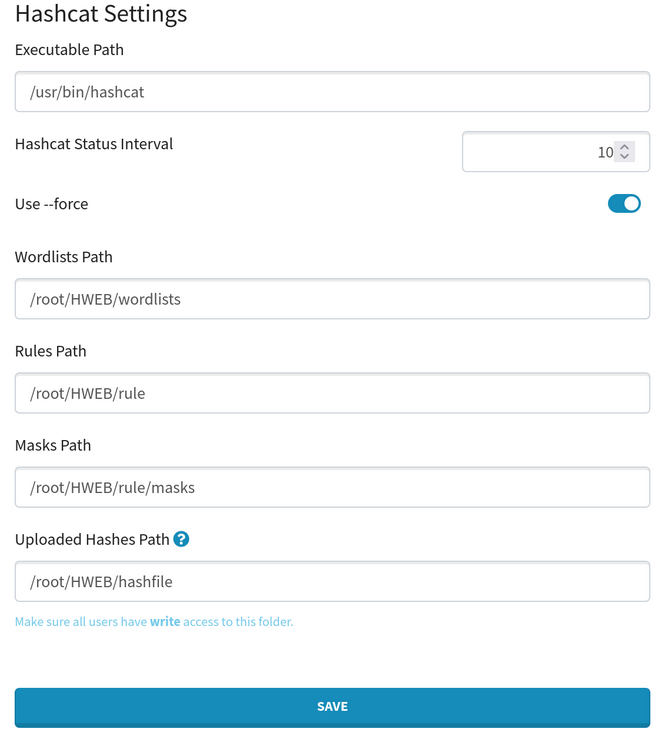 Hashcat Settings
Executable Path
/usr/bin/hashcat
Hashcat Status Interval
10
Use --force
Wordlists Path
/root/HWEB/wordlists
Rules Path
/root/HWEB/rule
Masks Path
/root/HWEB/rule/masks
Uploaded Hashes Path ?
/root/HWEB/hashfile
Make sure all users have write access to this folder.
SAVE